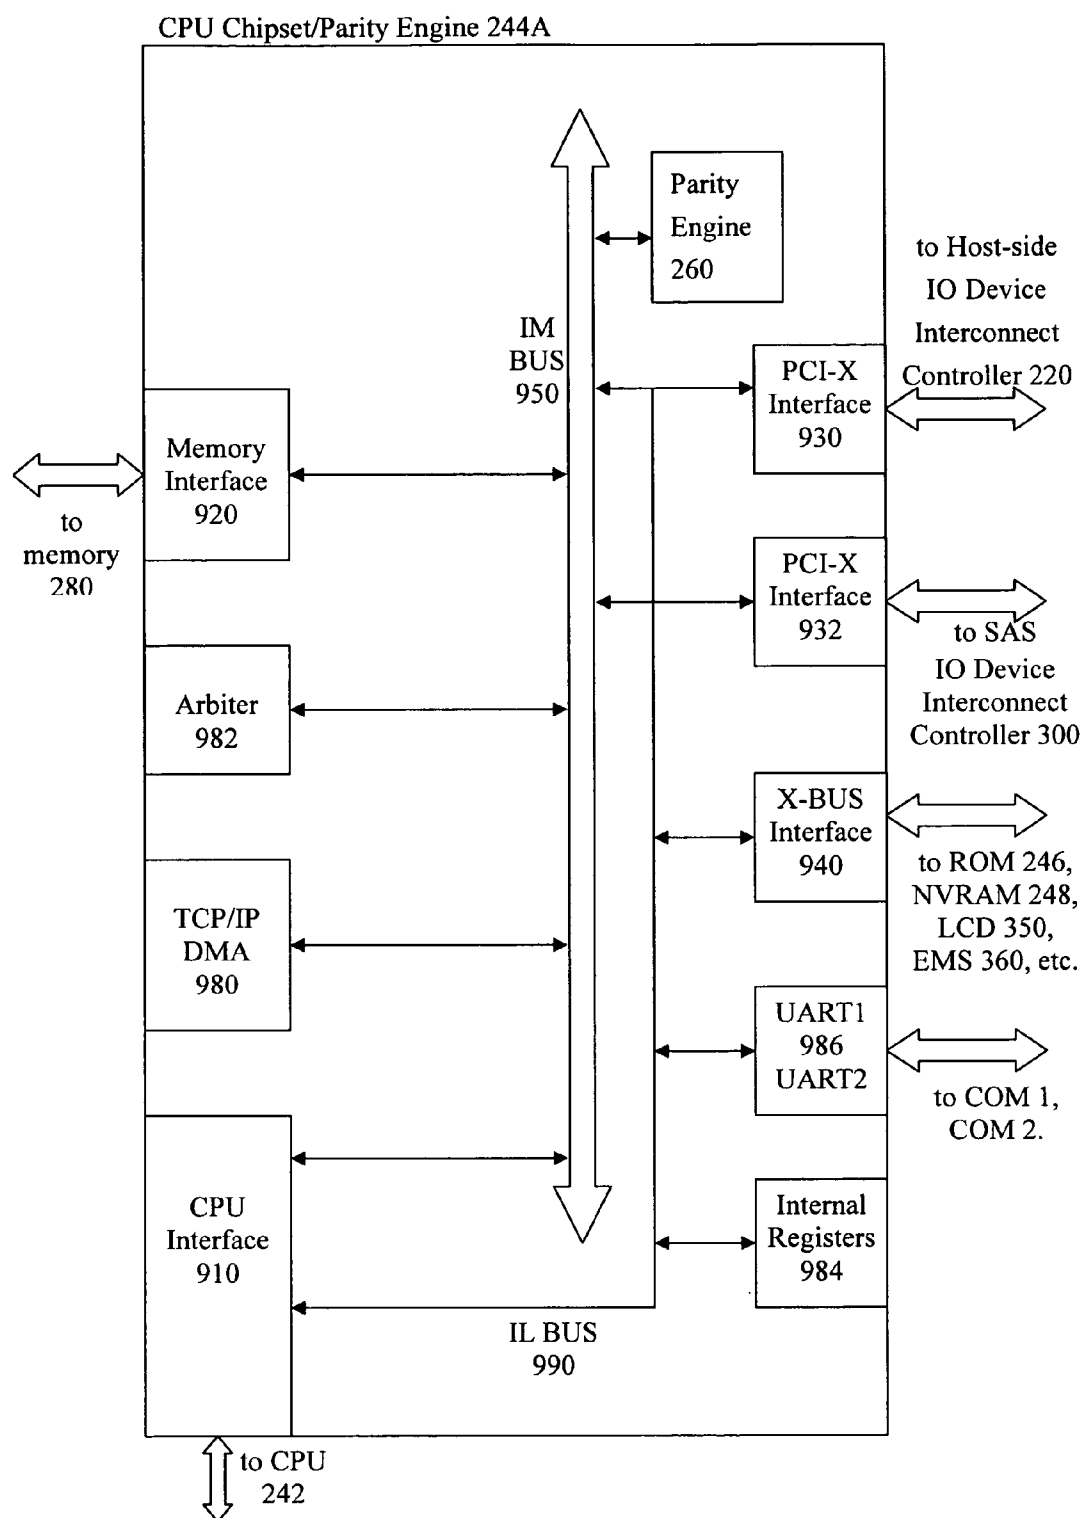 CPU Chipset/Parity Engine 244A
Parity
Engine
260
to Host-side
IO Device
Interconnect
Controller 220
IM
BUS
950
PCI-X
Interface
930
Memory
Interface
920
to
memory
280
PCI-X
Interface
932
to SAS
IO Device
Interconnect
Controller 300
Arbiter
982
X-BUS
Interface
940
to ROM 246,
NVRAM 248,
LCD 350,
EMS 360, etc.
TCP/IP
DMA
980
UART1
986
UART2
to COM 1,
COM 2.
CPU
Interface
910
Internal
Registers
984
IL BUS
990
to CPU
242